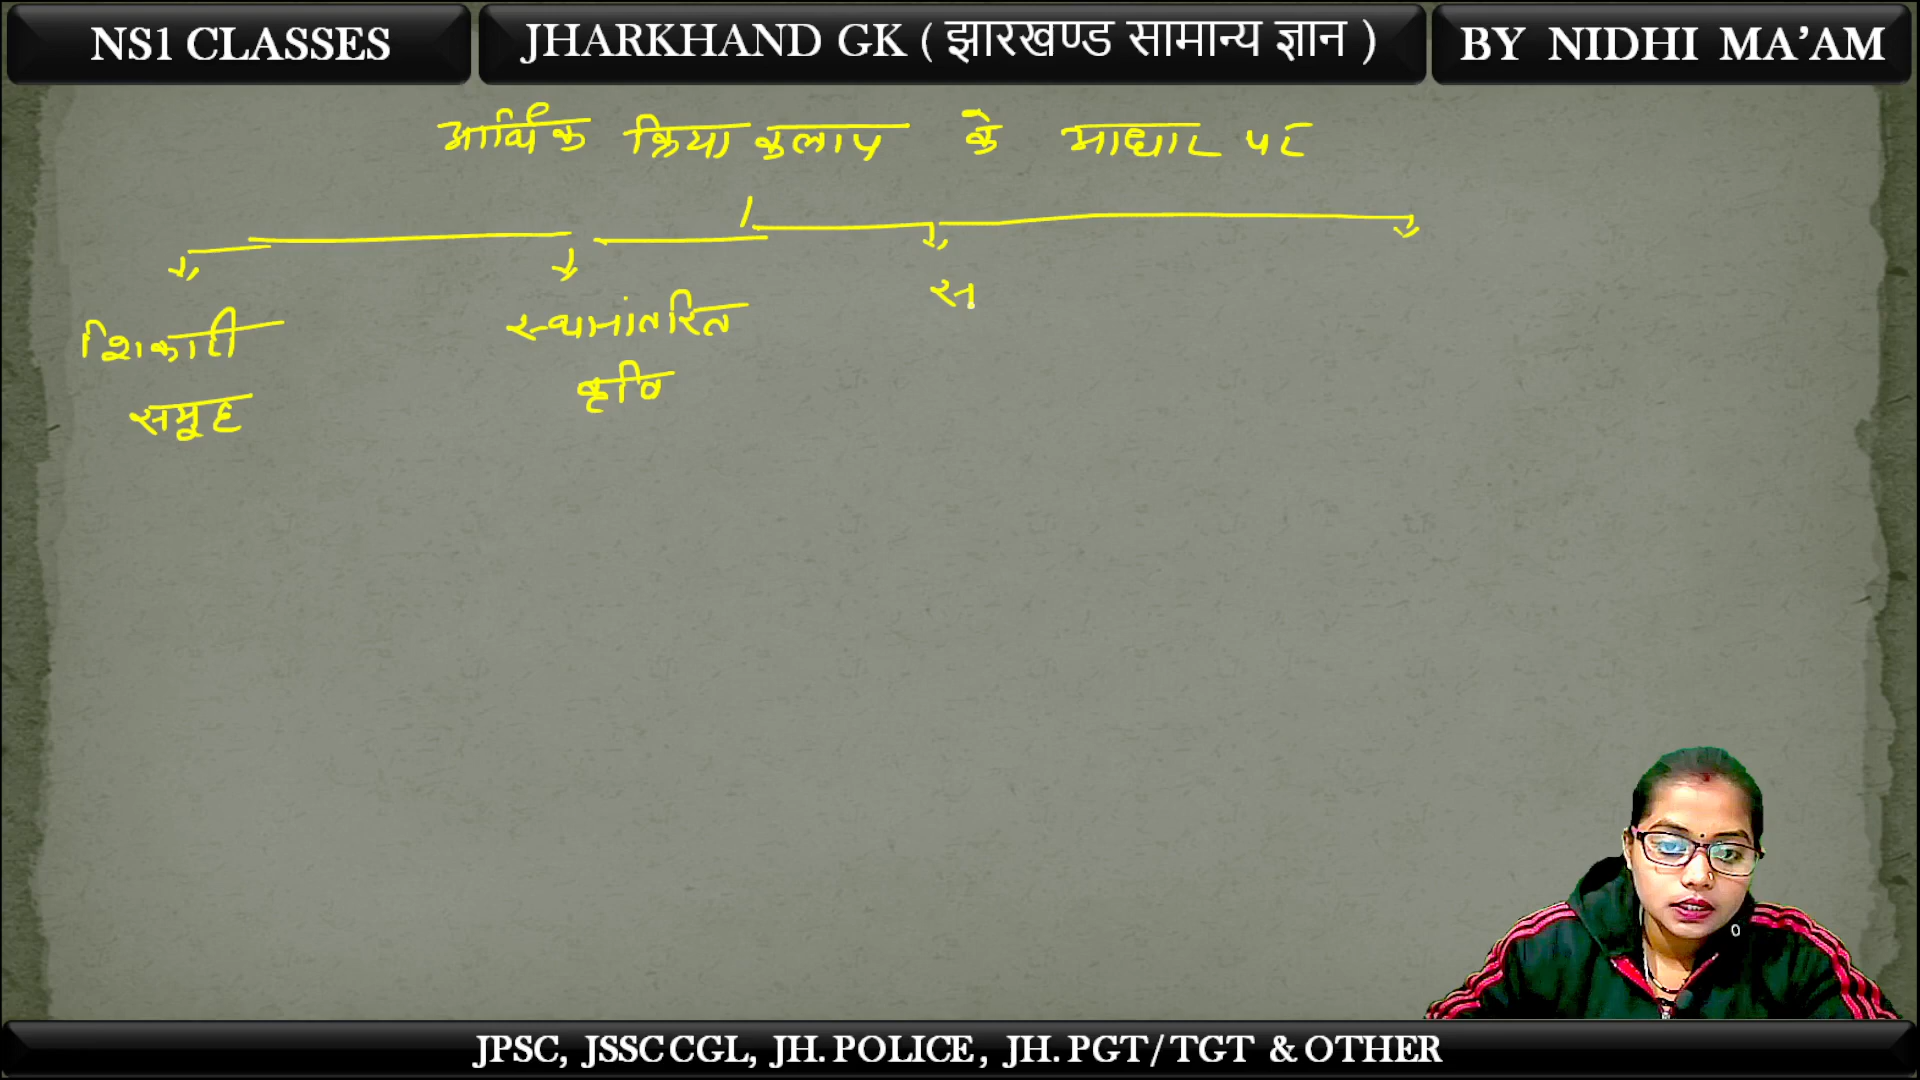 NS1 CLASSES
JHARKHAND GK ( झारखण्ड सामान्य ज्ञान )
BY NIDHI MA’AM
आर्थिक क्रिया कलाप के आधार पर
शिकारी
समूह
स्थानांतरित
कृषि
स
JPSC, JSSC CGL, JH. POLICE, JH. PGT/ TGT & OTHER